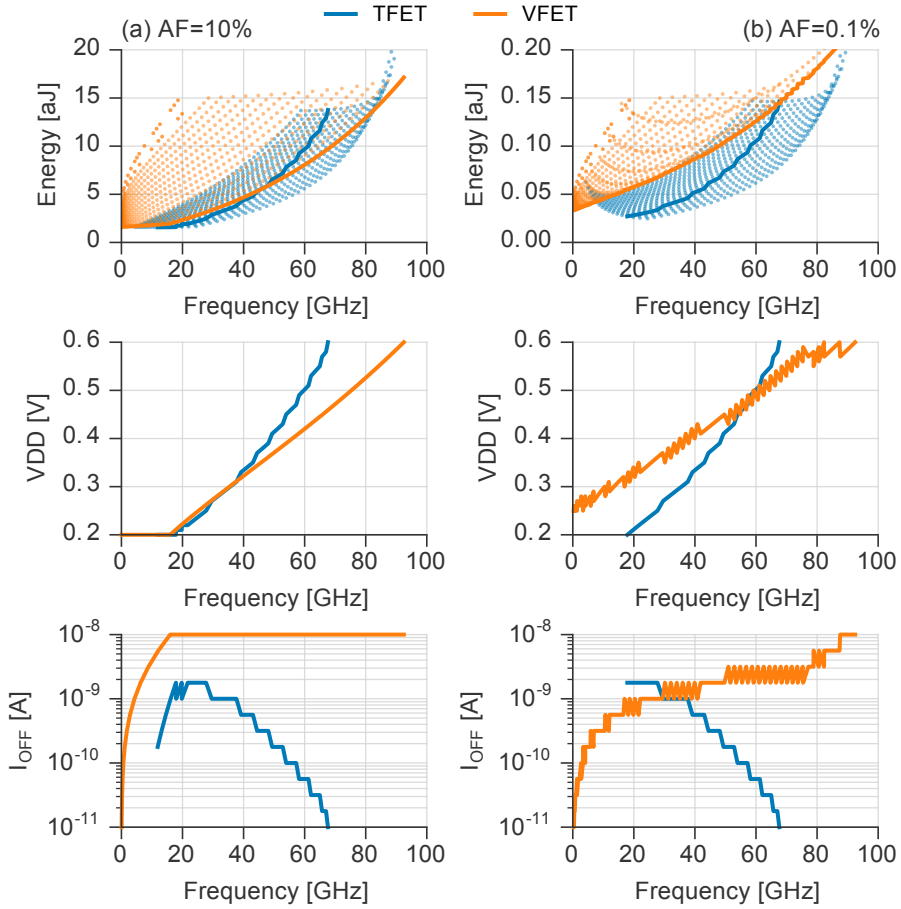 TFET VFET
(a) AF=10% (b) AF=0.1%
20 0.20
15 0.15
10 0.10
5 0.05
0 0.00
Energy [aJ] Energy [aJ]
0 20 40 60 80 100 0 20 40 60 80 100
Frequency [GHz] Frequency [GHz]
0.6 0.6
0.5 0.5
0.4 0.4
0.3 0.3
0.2 0.2
VDD [V] VDD [V]
0 20 40 60 80 100 0 20 40 60 80 100
Frequency [GHz] Frequency [GHz]
10⁻⁸ 10⁻⁸
10⁻⁹ 10⁻⁹
10⁻¹⁰ 10⁻¹⁰
10⁻¹¹ 10⁻¹¹
I_OFF [A] I_OFF [A]
0 20 40 60 80 100 0 20 40 60 80 100
Frequency [GHz] Frequency [GHz]